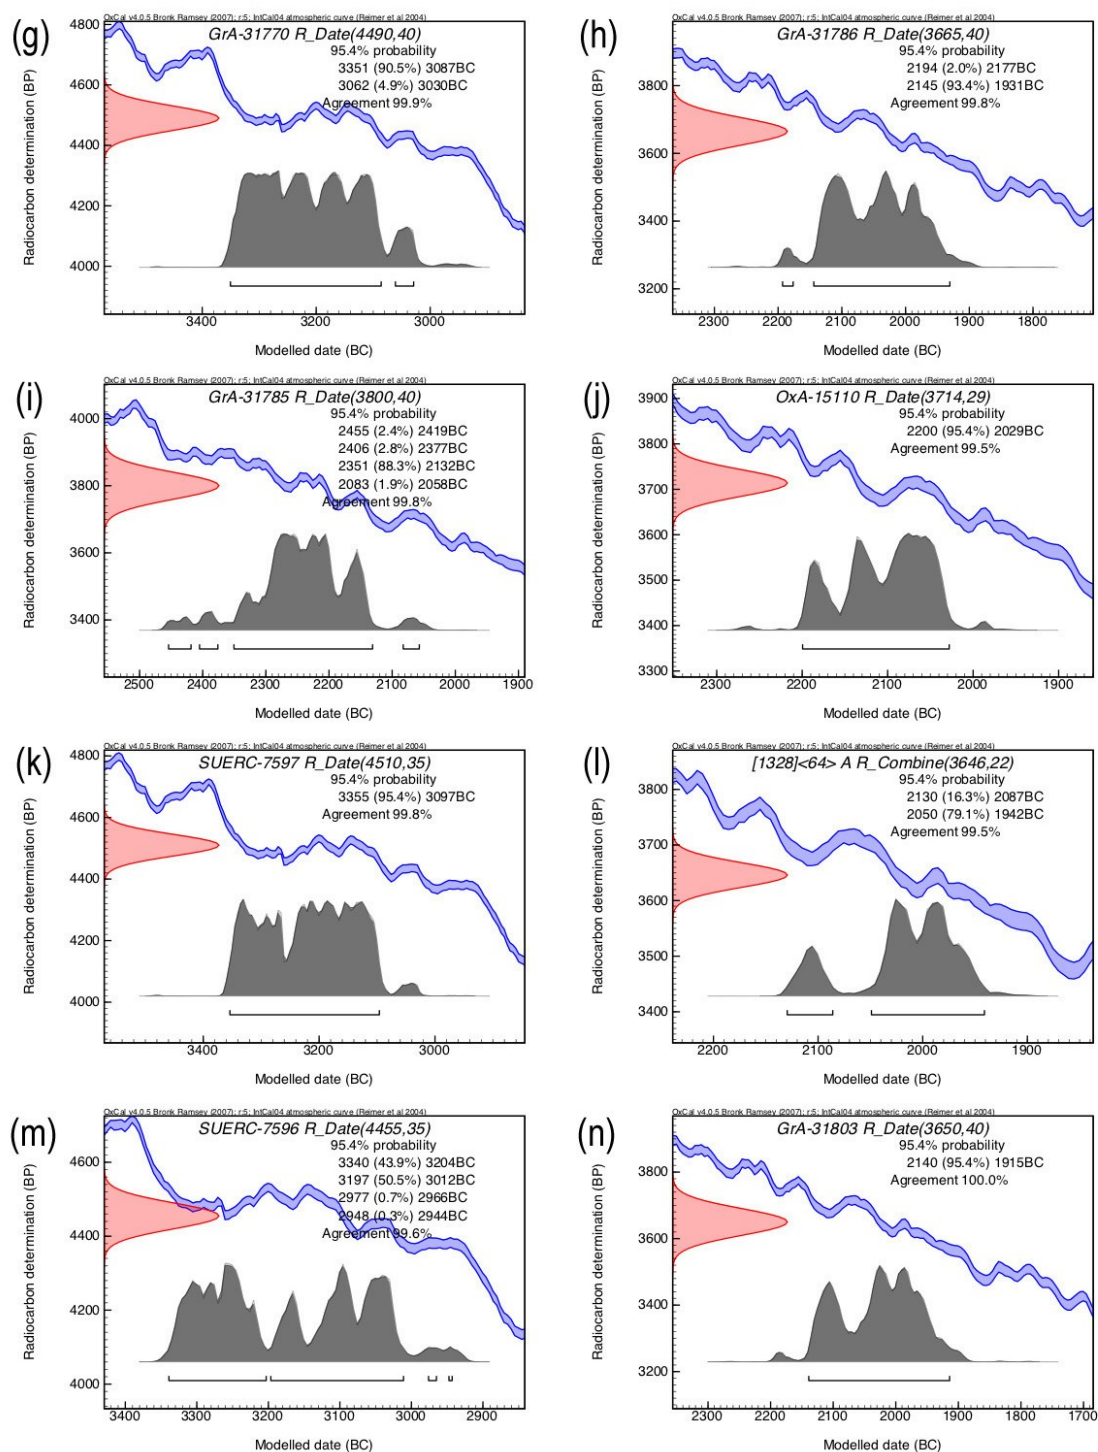 (g)
OxCal v4.0.5 Bronk Ramsey (2007); r:5; IntCal04 atmospheric curve (Reimer et al 2004)
GrA-31770 R_Date(4490,40)
95.4% probability
3351 (90.5%) 3087BC
3062 (4.9%) 3030BC
Agreement 99.9%
Radiocarbon determination (BP)
4800
4600
4400
4200
4000
3400 3200 3000
Modelled date (BC)
(h)
OxCal v4.0.5 Bronk Ramsey (2007); r:5; IntCal04 atmospheric curve (Reimer et al 2004)
GrA-31786 R_Date(3665,40)
95.4% probability
2194 (2.0%) 2177BC
2145 (93.4%) 1931BC
Agreement 99.8%
Radiocarbon determination (BP)
3800
3600
3400
3200
2300 2200 2100 2000 1900 1800
Modelled date (BC)
(i)
OxCal v4.0.5 Bronk Ramsey (2007); r:5; IntCal04 atmospheric curve (Reimer et al 2004)
GrA-31785 R_Date(3800,40)
95.4% probability
2455 (2.4%) 2419BC
2406 (2.8%) 2377BC
2351 (88.3%) 2132BC
2083 (1.9%) 2058BC
Agreement 99.8%
Radiocarbon determination (BP)
4000
3800
3600
3400
2500 2400 2300 2200 2100 2000 1900
Modelled date (BC)
(j)
OxCal v4.0.5 Bronk Ramsey (2007); r:5; IntCal04 atmospheric curve (Reimer et al 2004)
OxA-15110 R_Date(3714,29)
95.4% probability
2200 (95.4%) 2029BC
Agreement 99.5%
Radiocarbon determination (BP)
3900
3800
3700
3600
3500
3400
3300
2300 2200 2100 2000 1900
Modelled date (BC)
(k)
OxCal v4.0.5 Bronk Ramsey (2007); r:5; IntCal04 atmospheric curve (Reimer et al 2004)
SUERC-7597 R_Date(4510,35)
95.4% probability
3355 (95.4%) 3097BC
Agreement 99.8%
Radiocarbon determination (BP)
4800
4600
4400
4200
4000
3400 3200 3000
Modelled date (BC)
(l)
OxCal v4.0.5 Bronk Ramsey (2007); r:5; IntCal04 atmospheric curve (Reimer et al 2004)
[1328]<64> A R_Combine(3646,22)
95.4% probability
2130 (16.3%) 2087BC
2050 (79.1%) 1942BC
Agreement 99.5%
Radiocarbon determination (BP)
3800
3700
3600
3500
3400
2200 2100 2000 1900
Modelled date (BC)
(m)
OxCal v4.0.5 Bronk Ramsey (2007); r:5; IntCal04 atmospheric curve (Reimer et al 2004)
SUERC-7596 R_Date(4455,35)
95.4% probability
3340 (43.9%) 3204BC
3197 (50.5%) 3012BC
2977 (0.7%) 2966BC
2948 (0.3%) 2944BC
Agreement 99.6%
Radiocarbon determination (BP)
4600
4400
4200
4000
3400 3300 3200 3100 3000 2900
Modelled date (BC)
(n)
OxCal v4.0.5 Bronk Ramsey (2007); r:5; IntCal04 atmospheric curve (Reimer et al 2004)
GrA-31803 R_Date(3650,40)
95.4% probability
2140 (95.4%) 1915BC
Agreement 100.0%
Radiocarbon determination (BP)
3800
3600
3400
3200
2300 2200 2100 2000 1900 1800 1700
Modelled date (BC)